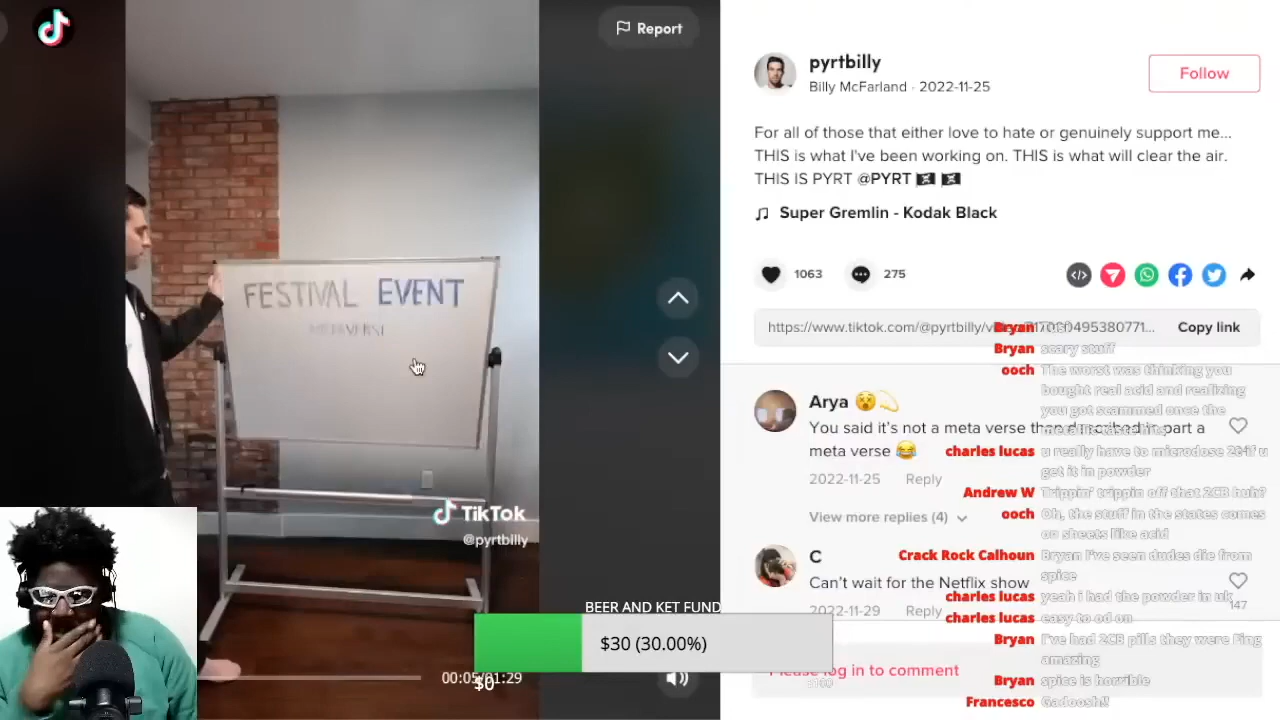 Report
FESTIVAL EVENT
METAVERSE
TikTok
@pyrtbilly
BEER AND KET FUND
$30 (30.00%)
00:05/01:29
$0
pyrtbilly
Billy McFarland · 2022-11-25
Follow
For all of those that either love to hate or genuinely support me...
THIS is what I've been working on. THIS is what will clear the air.
THIS IS PYRT @PYRT 🏴‍☠️ 🏴‍☠️
Super Gremlin - Kodak Black
1063
275
Copy link
Arya 😵💫
You said it's not a meta verse then described in part a
meta verse 😂
2022-11-25 Reply
View more replies (4)
C
Can't wait for the Netflix show
2022-11-29 Reply
147
Please log in to comment
Bryan
Bryan scary stuff
ooch The worst was thinking you
bought real acid and realizing
you got scammed once the
charles lucas u really have to microdose
get it in powder
Andrew W Trippin' trippin off that 2CB huh?
ooch Oh, the stuff in the states comes
on sheets like acid
Crack Rock Calhoun Bryan I've seen dudes die from
spice
charles lucas yeah i had the powder in uk
charles lucas easy to od on
Bryan I've had 2CB pills they were Fing
amazing
Bryan spice is horrible
Francesco Gadoosh!!